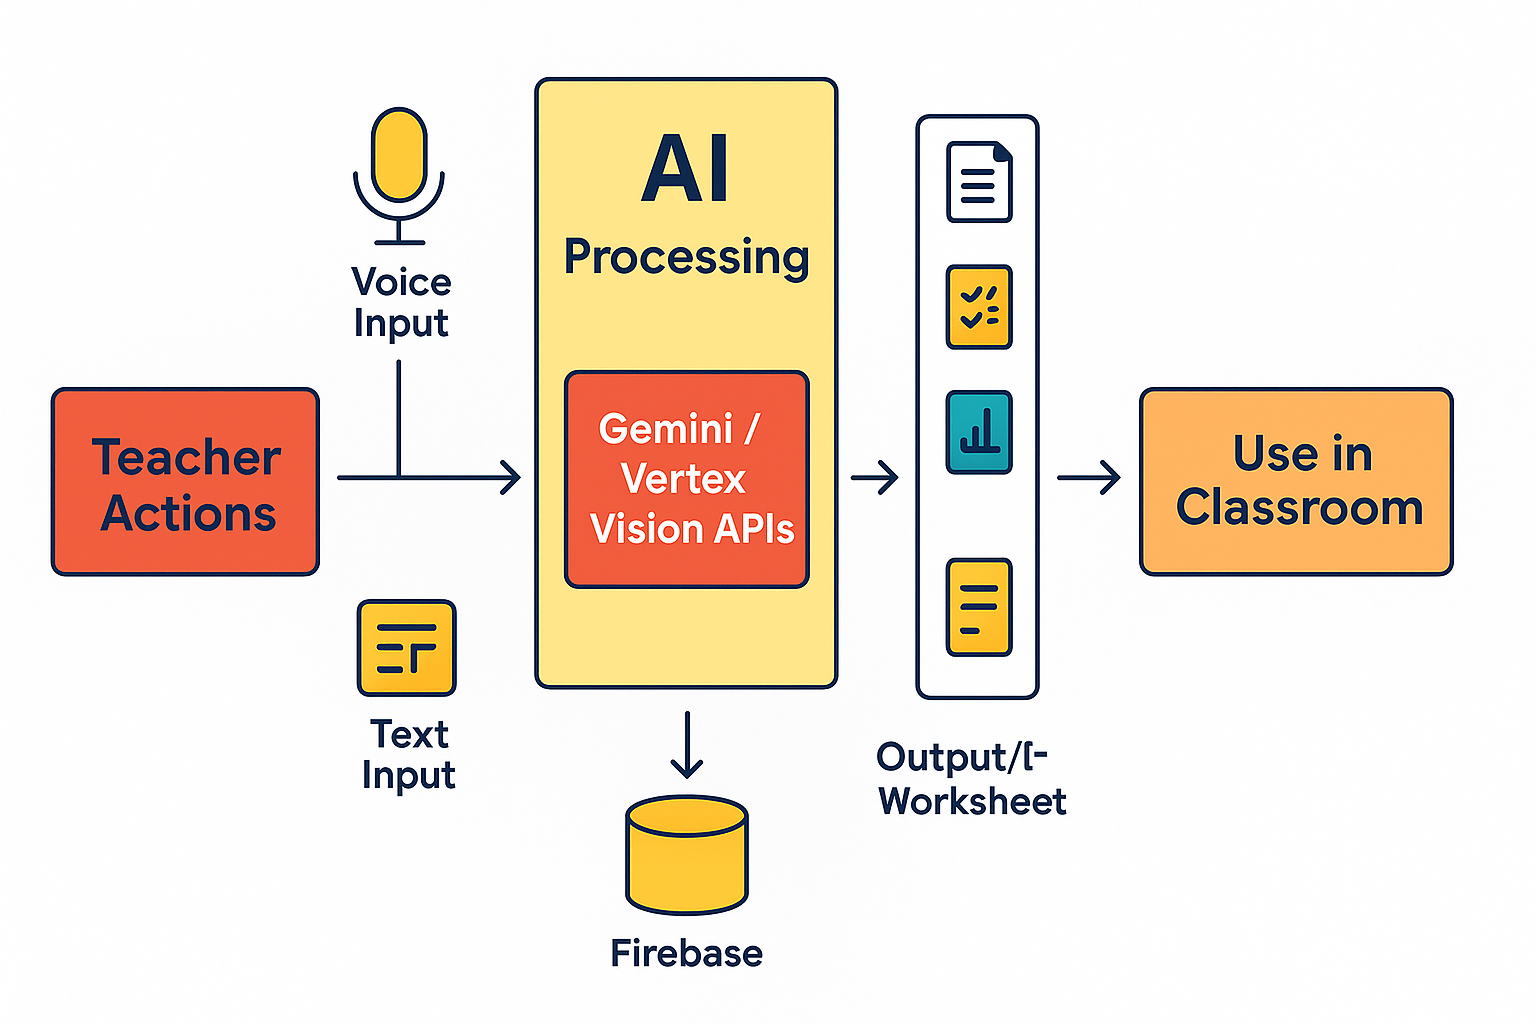 Voice
Input
Teacher
Actions
Text
Input
AI
Processing
Gemini /
Vertex
Vision APIs
Firebase
Output/[-
Worksheet
Use in
Classroom